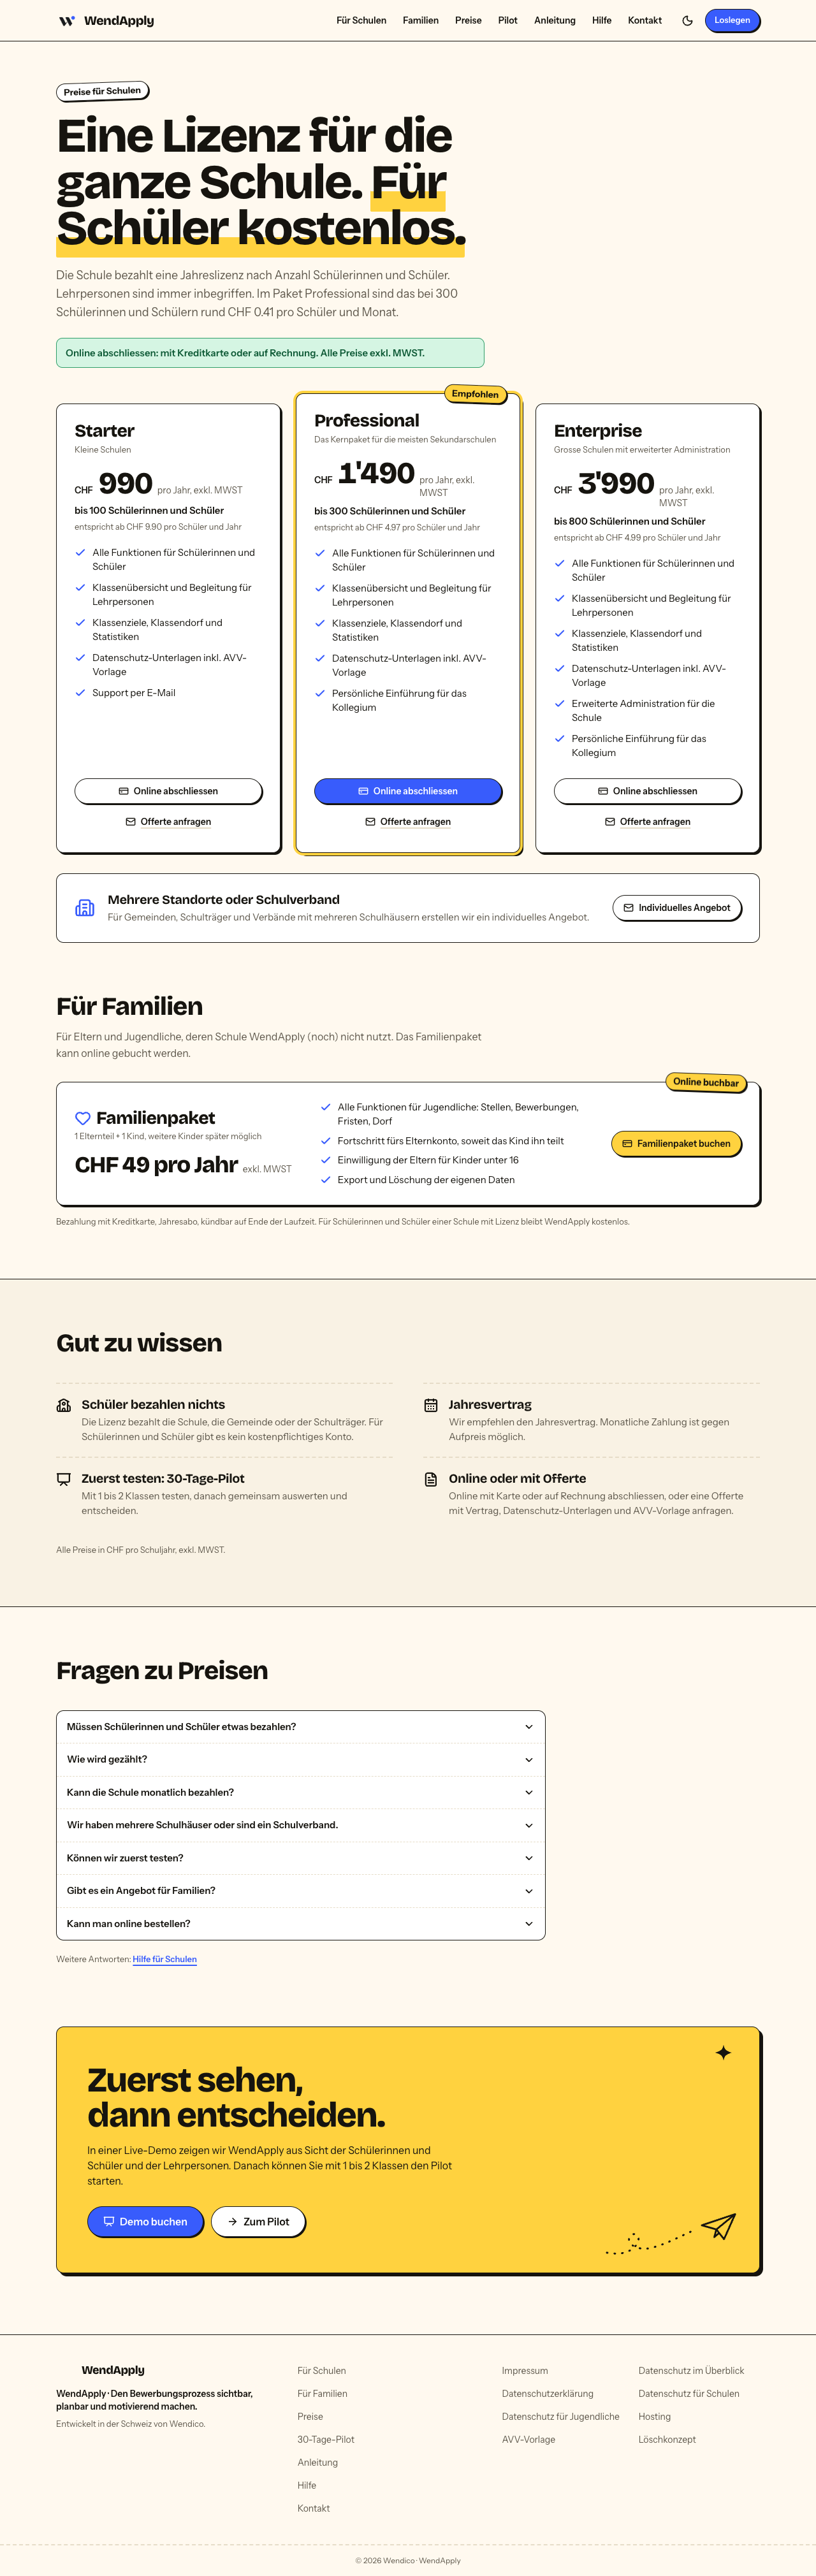 WendApply
Für Schulen
Familien
Preise
Pilot
Anleitung
Hilfe
Kontakt
Loslegen
Preise für Schulen
Eine Lizenz für die
ganze Schule. Für
Schüler kostenlos.
Die Schule bezahlt eine Jahreslizenz nach Anzahl Schülerinnen und Schüler.
Lehrpersonen sind immer inbegriffen. Im Paket Professional sind das bei 300
Schülerinnen und Schülern rund CHF 0.41 pro Schüler und Monat.
Online abschliessen: mit Kreditkarte oder auf Rechnung. Alle Preise exkl. MWST.
Starter
Kleine Schulen
CHF 990 pro Jahr, exkl. MWST
bis 100 Schülerinnen und Schüler
entspricht ab CHF 9.90 pro Schüler und Jahr
Alle Funktionen für Schülerinnen und
Schüler
Klassenübersicht und Begleitung für
Lehrpersonen
Klassenziele, Klassendorf und
Statistiken
Datenschutz-Unterlagen inkl. AVV-
Vorlage
Support per E-Mail
Online abschliessen
Offerte anfragen
Empfohlen
Professional
Das Kernpaket für die meisten Sekundarschulen
CHF 1'490 pro Jahr, exkl.
MWST
bis 300 Schülerinnen und Schüler
entspricht ab CHF 4.97 pro Schüler und Jahr
Alle Funktionen für Schülerinnen und
Schüler
Klassenübersicht und Begleitung für
Lehrpersonen
Klassenziele, Klassendorf und
Statistiken
Datenschutz-Unterlagen inkl. AVV-
Vorlage
Persönliche Einführung für das
Kollegium
Online abschliessen
Offerte anfragen
Enterprise
Grosse Schulen mit erweiterter Administration
CHF 3'990 pro Jahr, exkl.
MWST
bis 800 Schülerinnen und Schüler
entspricht ab CHF 4.99 pro Schüler und Jahr
Alle Funktionen für Schülerinnen und
Schüler
Klassenübersicht und Begleitung für
Lehrpersonen
Klassenziele, Klassendorf und
Statistiken
Datenschutz-Unterlagen inkl. AVV-
Vorlage
Erweiterte Administration für die
Schule
Persönliche Einführung für das
Kollegium
Online abschliessen
Offerte anfragen
Mehrere Standorte oder Schulverband
Für Gemeinden, Schulträger und Verbände mit mehreren Schulhäusern erstellen wir ein individuelles Angebot.
Individuelles Angebot
Für Familien
Für Eltern und Jugendliche, deren Schule WendApply (noch) nicht nutzt. Das Familienpaket
kann online gebucht werden.
Online buchbar
Familienpaket
1 Elternteil + 1 Kind, weitere Kinder später möglich
CHF 49 pro Jahr exkl. MWST
Alle Funktionen für Jugendliche: Stellen, Bewerbungen,
Fristen, Dorf
Fortschritt fürs Elternkonto, soweit das Kind ihn teilt
Einwilligung der Eltern für Kinder unter 16
Export und Löschung der eigenen Daten
Familienpaket buchen
Bezahlung mit Kreditkarte, Jahresabo, kündbar auf Ende der Laufzeit. Für Schülerinnen und Schüler einer Schule mit Lizenz bleibt WendApply kostenlos.
Gut zu wissen
Schüler bezahlen nichts
Die Lizenz bezahlt die Schule, die Gemeinde oder der Schulträger. Für
Schülerinnen und Schüler gibt es kein kostenpflichtiges Konto.
Jahresvertrag
Wir empfehlen den Jahresvertrag. Monatliche Zahlung ist gegen
Aufpreis möglich.
Zuerst testen: 30-Tage-Pilot
Mit 1 bis 2 Klassen testen, danach gemeinsam auswerten und
entscheiden.
Online oder mit Offerte
Online mit Karte oder auf Rechnung abschliessen, oder eine Offerte
mit Vertrag, Datenschutz-Unterlagen und AVV-Vorlage anfragen.
Alle Preise in CHF pro Schuljahr, exkl. MWST.
Fragen zu Preisen
Müssen Schülerinnen und Schüler etwas bezahlen?
Wie wird gezählt?
Kann die Schule monatlich bezahlen?
Wir haben mehrere Schulhäuser oder sind ein Schulverband.
Können wir zuerst testen?
Gibt es ein Angebot für Familien?
Kann man online bestellen?
Weitere Antworten: Hilfe für Schulen
Zuerst sehen,
dann entscheiden.
In einer Live-Demo zeigen wir WendApply aus Sicht der Schülerinnen und
Schüler und der Lehrpersonen. Danach können Sie mit 1 bis 2 Klassen den Pilot
starten.
Demo buchen
Zum Pilot
WendApply
WendApply · Den Bewerbungsprozess sichtbar,
planbar und motivierend machen.
Entwickelt in der Schweiz von Wendico.
Für Schulen
Für Familien
Preise
30-Tage-Pilot
Anleitung
Hilfe
Kontakt
Impressum
Datenschutzerklärung
Datenschutz für Jugendliche
AVV-Vorlage
Datenschutz im Überblick
Datenschutz für Schulen
Hosting
Löschkonzept
© 2026 Wendico · WendApply